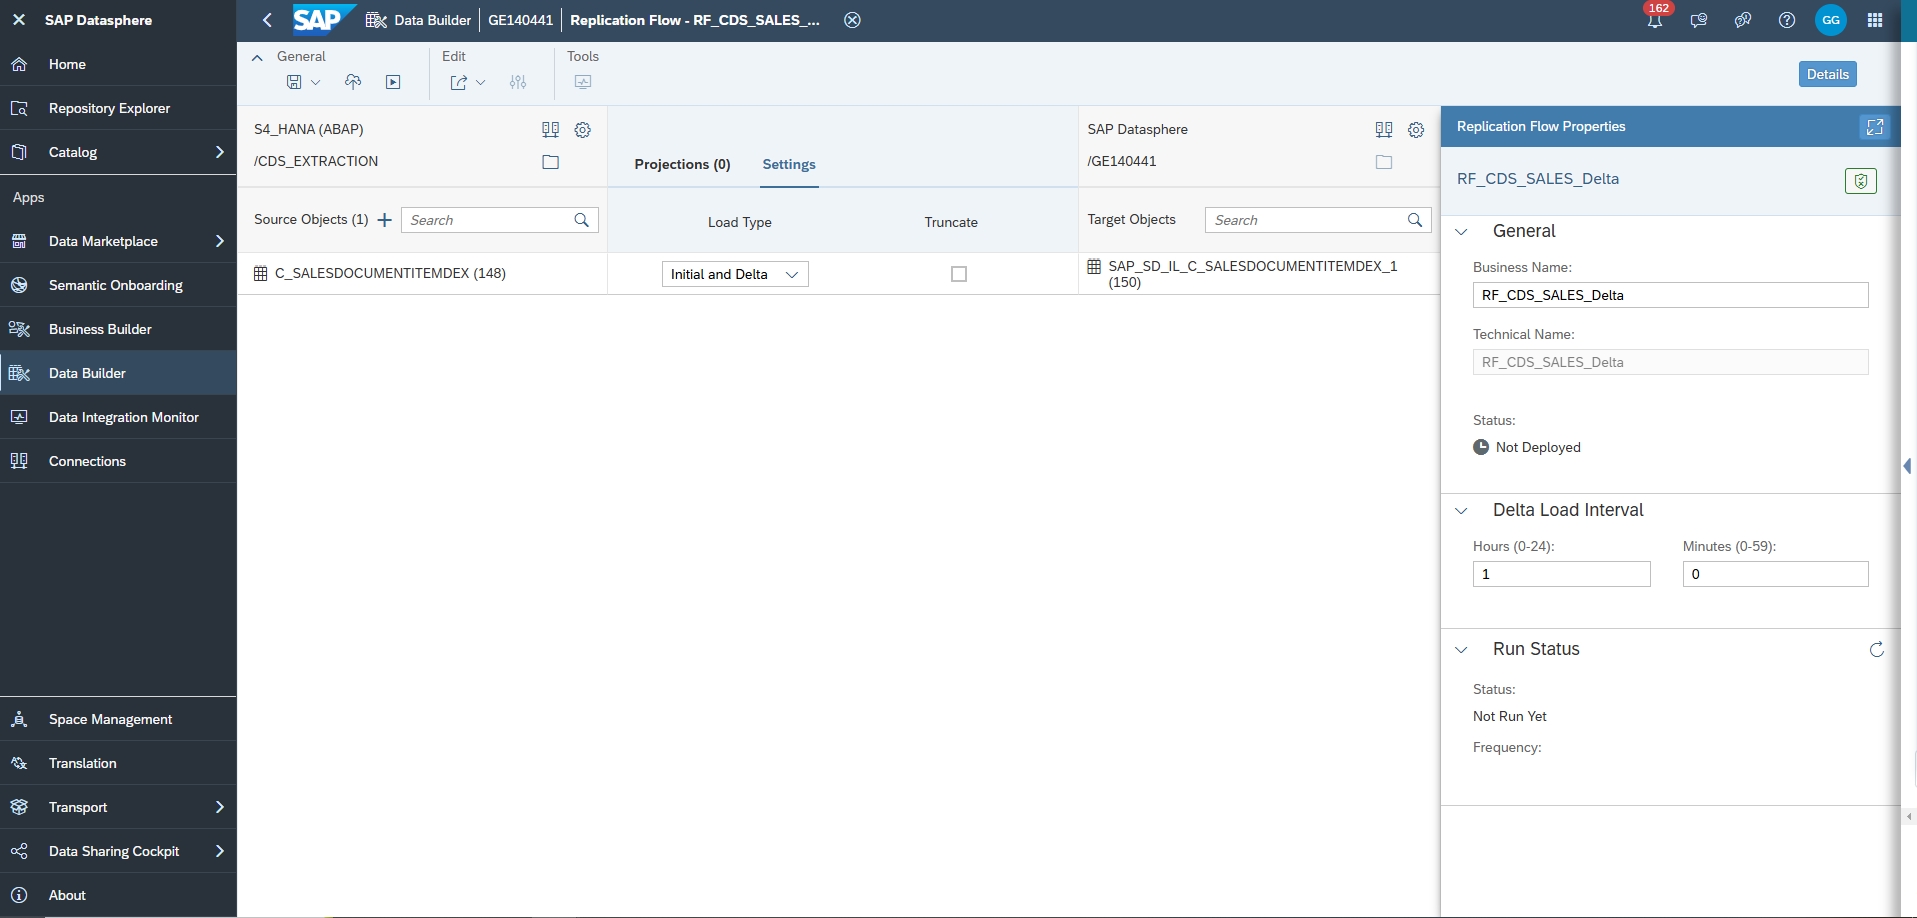 SAP Datasphere
SAP
Data Builder
GE140441
Replication Flow - RF_CDS_SALES_...
162
GG
Home
Repository Explorer
Catalog
Apps
Data Marketplace
Semantic Onboarding
Business Builder
Data Builder
Data Integration Monitor
Connections
Space Management
Translation
Transport
Data Sharing Cockpit
About
General
Edit
Tools
Details
S4_HANA (ABAP)
/CDS_EXTRACTION
Projections (0)
Settings
SAP Datasphere
/GE140441
Source Objects (1)
Search
Load Type
Truncate
Target Objects
Search
C_SALESDOCUMENTITEMDEX (148)
Initial and Delta
SAP_SD_IL_C_SALESDOCUMENTITEMDEX_1
(150)
Replication Flow Properties
RF_CDS_SALES_Delta
General
Business Name:
RF_CDS_SALES_Delta
Technical Name:
RF_CDS_SALES_Delta
Status:
Not Deployed
Delta Load Interval
Hours (0-24):
Minutes (0-59):
1
0
Run Status
Status:
Not Run Yet
Frequency: